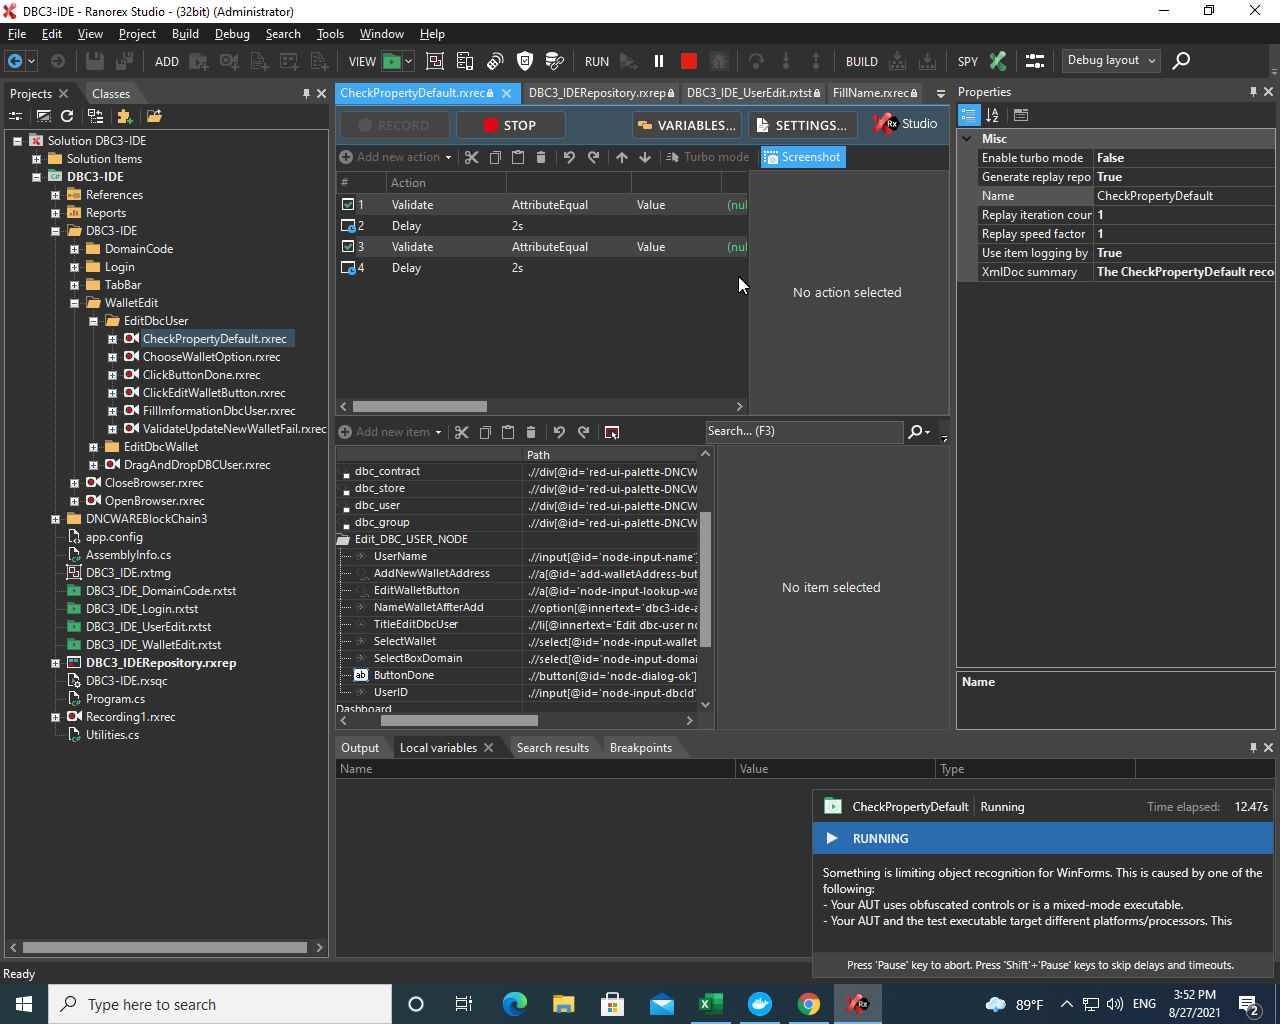 DBC3-IDE - Ranorex Studio - (32bit) (Administrator)
File Edit View Project Build Debug Search Tools Window Help
ADD VIEW RUN BUILD SPY Debug layout
Projects Classes
Solution DBC3-IDE
Solution Items
DBC3-IDE
References
Reports
DBC3-IDE
DomainCode
Login
TabBar
WalletEdit
EditDbcUser
CheckPropertyDefault.rxrec
ChooseWalletOption.rxrec
ClickButtonDone.rxrec
ClickEditWalletButton.rxrec
FillImformationDbcUser.rxrec
ValidateUpdateNewWalletFail.rxrec
EditDbcWallet
DragAndDropDBCUser.rxrec
CloseBrowser.rxrec
OpenBrowser.rxrec
DNCWAREBlockChain3
app.config
AssemblyInfo.cs
DBC3_IDE.rxtmg
DBC3_IDE_DomainCode.rxtst
DBC3_IDE_Login.rxtst
DBC3_IDE_UserEdit.rxtst
DBC3_IDE_WalletEdit.rxtst
DBC3_IDERepository.rxrep
DBC3-IDE.rxsqc
Program.cs
Recording1.rxrec
Utilities.cs
CheckPropertyDefault.rxrec DBC3_IDERepository.rxrep DBC3_IDE_UserEdit.rxtst FillName.rxrec
RECORD STOP VARIABLES... SETTINGS... Rx Studio
Add new action Turbo mode Screenshot
# Action
1 Validate AttributeEqual Value (nul
2 Delay 2s
3 Validate AttributeEqual Value (nul
4 Delay 2s
No action selected
Add new item Search... (F3)
Path
dbc_contract .//div[@id='red-ui-palette-DNCW
dbc_store .//div[@id='red-ui-palette-DNCW
dbc_user .//div[@id='red-ui-palette-DNCW
dbc_group .//div[@id='red-ui-palette-DNCW
Edit_DBC_USER_NODE
UserName .//input[@id='node-input-name'
AddNewWalletAddress .//a[@id='add-walletAddress-but
EditWalletButton .//a[@id='node-input-lookup-wa
NameWalletAffterAdd .//option[@innertext='dbc3-ide-a
TitleEditDbcUser .//li[@innertext='Edit dbc-user no
SelectWallet .//select[@id='node-input-wallet
SelectBoxDomain .//select[@id='node-input-domai
ab ButtonDone .//button[@id='node-dialog-ok']
UserID .//input[@id='node-input-dbcId'
Dashboard
No item selected
Properties
Misc
Enable turbo mode False
Generate replay repo True
Name CheckPropertyDefault
Replay iteration cour 1
Replay speed factor 1
Use item logging by True
XmlDoc summary The CheckPropertyDefault reco
Name
Output Local variables Search results Breakpoints
Name Value Type
CheckPropertyDefault Running Time elapsed: 12.47s
RUNNING
Something is limiting object recognition for WinForms. This is caused by one of the
following:
- Your AUT uses obfuscated controls or is a mixed-mode executable.
- Your AUT and the test executable target different platforms/processors. This
Press 'Pause' key to abort. Press 'Shift'+'Pause' keys to skip delays and timeouts.
Ready
Type here to search
89°F ENG 3:52 PM
8/27/2021
2